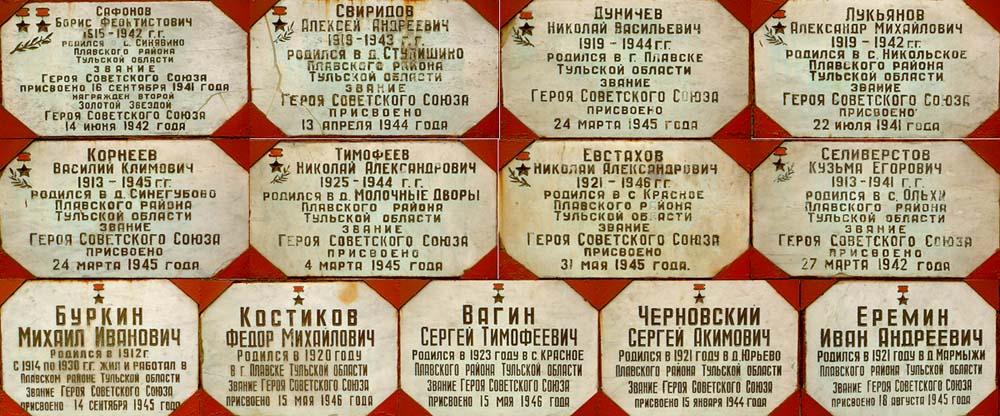 Сафонов
Борис Феоктистович
1915-1942 г.г.
родился в с. Синявино
Плавского района
Тульской области
звание
Героя Советского Союза
присвоено 16 сентября 1941 года
награжден второй
Золотой Звездой
Героя Советского Союза
14 июня 1942 года
Свиридов
Алексей Андреевич
1919-1943 г.г.
родился в д. Ступишино
Плавского района
Тульской области
звание
Героя Советского Союза
присвоено
13 апреля 1944 года
Дуничев
Николай Васильевич
1919-1944 г.г.
родился в г. Плавске
Тульской области
звание
Героя Советского Союза
присвоено
24 марта 1945 года
Лукьянов
Александр Михайлович
1919-1942 г.г.
родился в с. Никольское
Плавского района
Тульской области
звание
Героя Советского Союза
присвоено
22 июля 1941 года
Корнеев
Василий Климович
1913-1945 г.г.
родился в д. Синегубово
Плавского района
Тульской области
звание
Героя Советского Союза
присвоено
24 марта 1945 года
Тимофеев
Николай Александрович
1925-1944 г.г.
родился в д. Молочные Дворы
Плавского района
Тульской области
звание
Героя Советского Союза
присвоено
4 марта 1945 года
Евстахов
Николай Александрович
1921-1946 г.г.
родился в с Красное
Плавского района
Тульской области
звание
Героя Советского Союза
присвоено
31 мая 1945 года.
Селиверстов
Кузьма Егорович
1913-1941 г.г.
родился в с. Ольхи
Плавского района
Тульской области
звание
Героя Советского Союза
присвоено
27 марта 1942 года
Буркин
Михаил Иванович
Родился в 1912 г.
С 1914 по 1930 г.г. жил и работал в
Плавском районе Тульской области
Звание Героя Советского Союза
присвоено 14 сентября 1945 года
Костиков
Федор Михайлович
Родился в 1920 году
в г. Плавске Тульской области
Звание Героя Советского Союза
присвоено 15 мая 1946 года
Вагин
Сергей Тимофеевич
Родился в 1923 году в с. Красное
Плавского района Тульской области
Звание Героя Советского Союза
присвоено 15 мая 1946 года
Черновский
Сергей Акимович
Родился в 1921 году в д. Юрьево
Плавского района Тульской области
Звание Героя Советского Союза
присвоено 15 января 1944 года
Еремин
Иван Андреевич
Родился в 1921 году в д. Мармыжи
Плавского района Тульской области
Звание Героя Советского Союза
присвоено 18 августа 1945 года